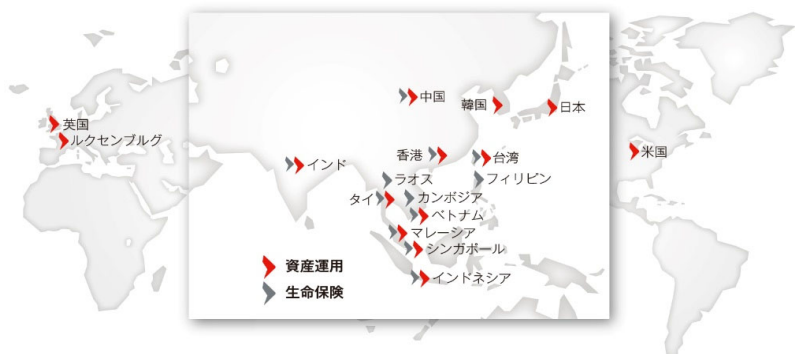 英国
ルクセンブルグ
中国
韓国
日本
香港
台湾
インド
ラオス
フィリピン
タイ
カンボジア
ベトナム
マレーシア
シンガポール
インドネシア
米国
資産運用
生命保険